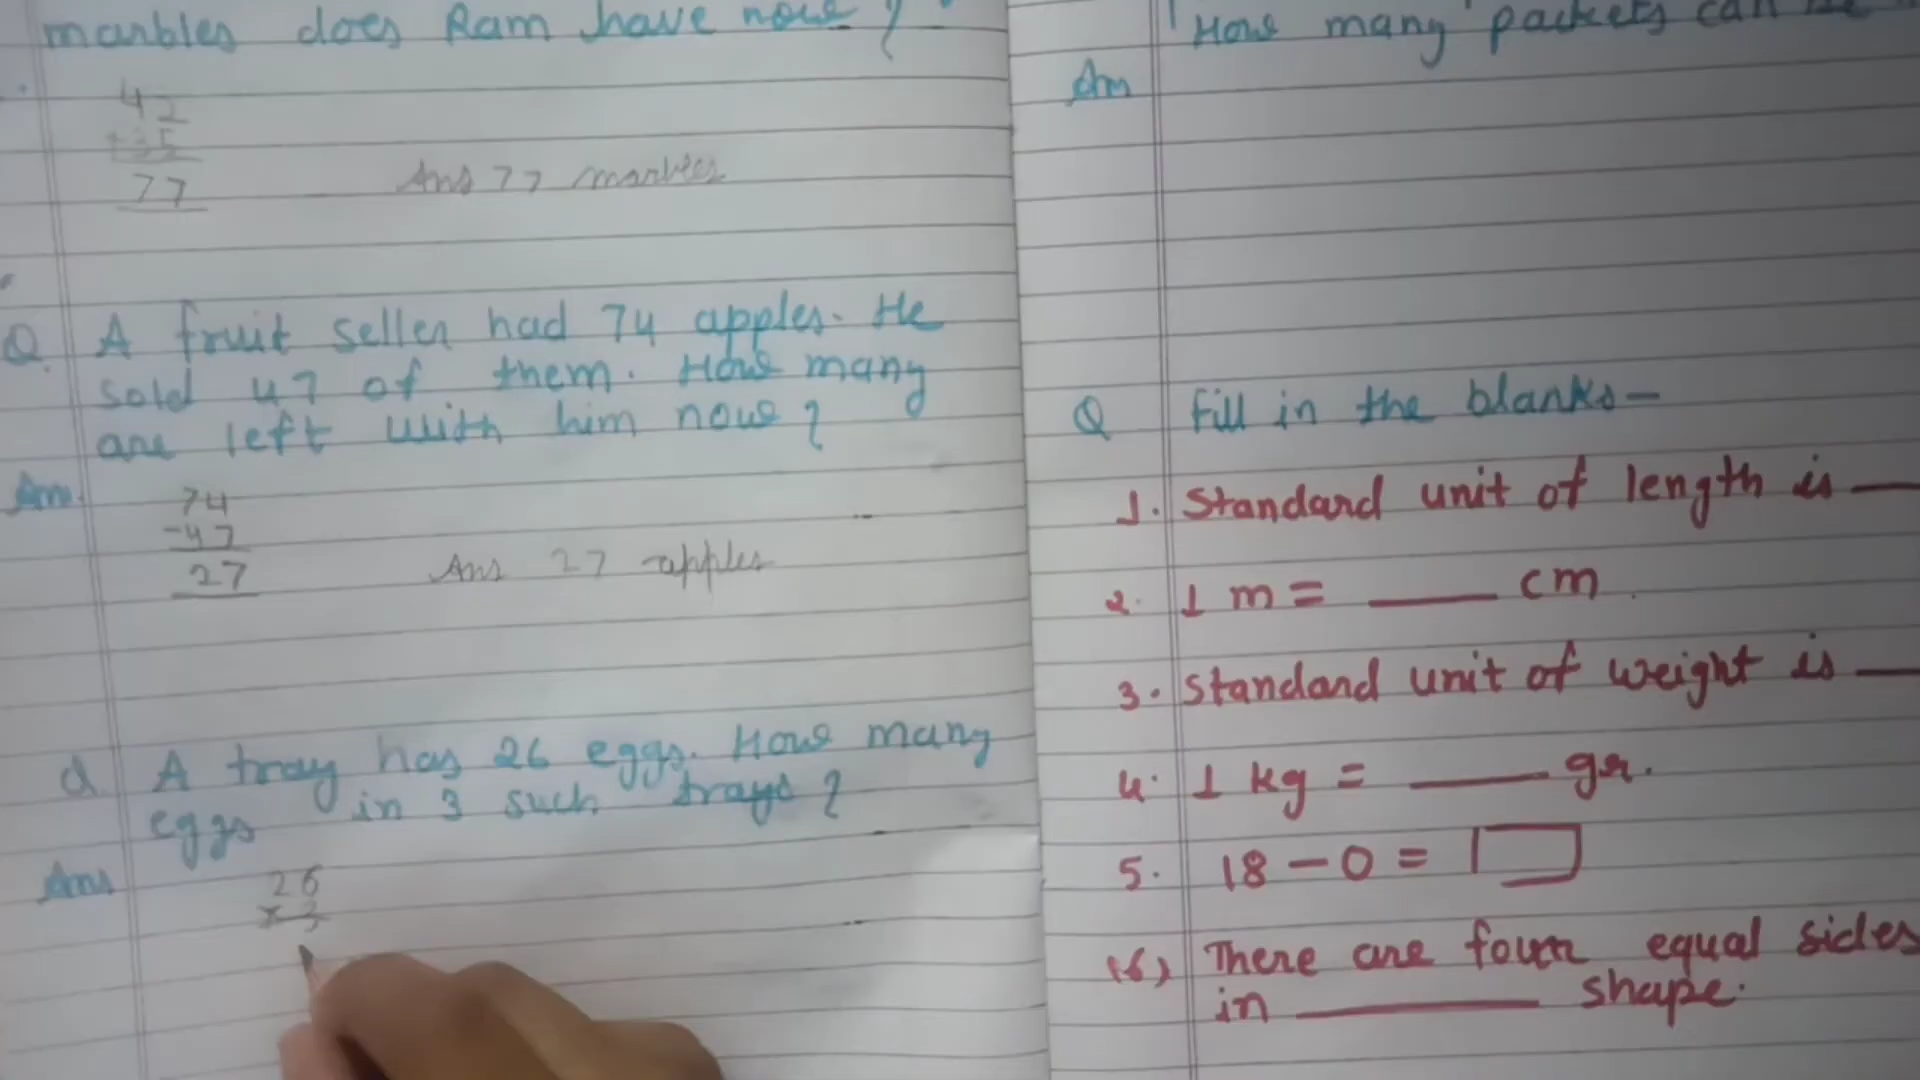 marbles does Ram have now ?
42
+35
77
Ans 77 marbles
Q. A fruit seller had 74 apples. He
sold 47 of them. How many
are left with him now ?
Ans.
74
-47
27
Ans 27 apples
Q A tray has 26 eggs. How many
eggs in 3 such trays ?
Ans
26
x 3
How many packets can
Ans
Q Fill in the blanks—
1. Standard unit of length is —
2. 1 m = ____ cm.
3. Standard unit of weight is —
4. 1 kg = ____ gr.
5. 18 — 0 =
(6) There are four equal sides
in ____ shape.